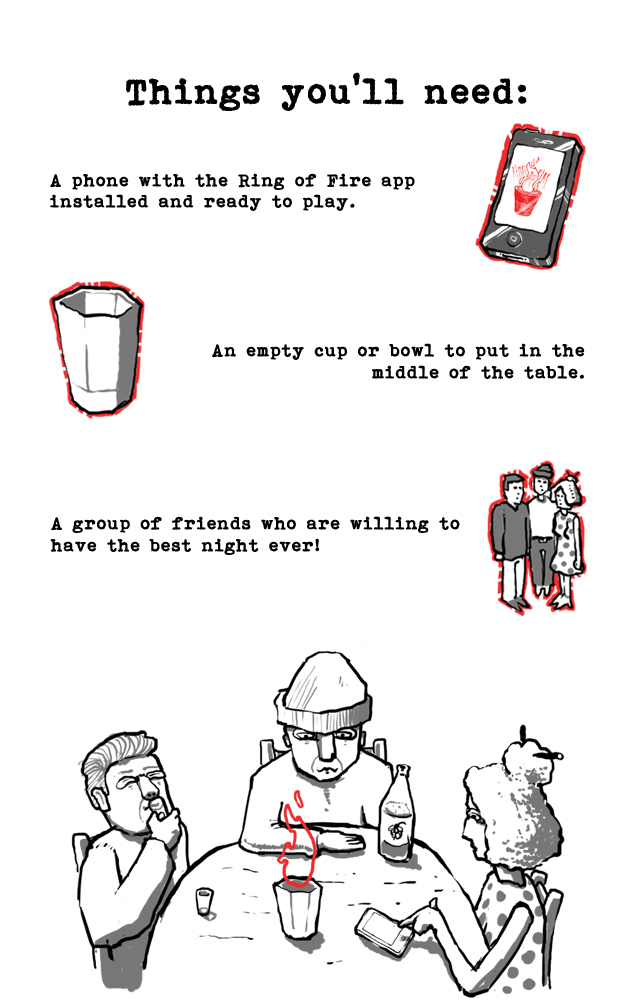 Things you'll need:
A phone with the Ring of Fire app
installed and ready to play.
An empty cup or bowl to put in the
middle of the table.
A group of friends who are willing to
have the best night ever!